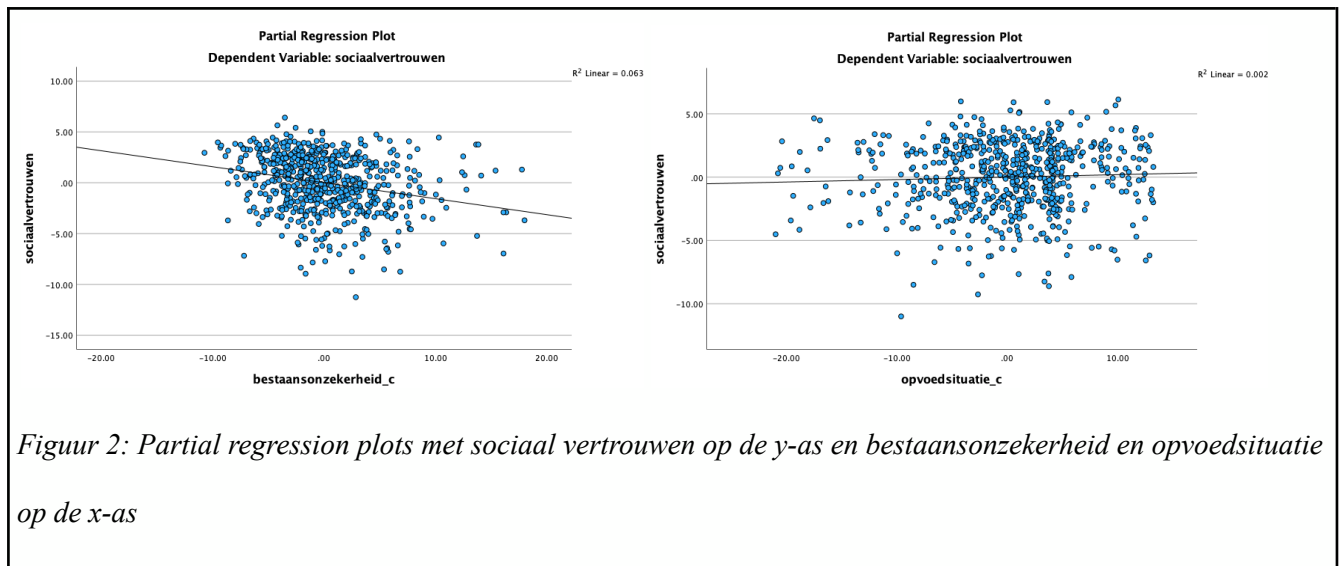 Partial Regression Plot
Dependent Variable: sociaalvertrouwen
R² Linear = 0.063
10.00
5.00
.00
-5.00
-10.00
-15.00
sociaalvertrouwen
-20.00
-10.00
.00
10.00
20.00
bestaansonzekerheid_c
Partial Regression Plot
Dependent Variable: sociaalvertrouwen
R² Linear = 0.002
5.00
.00
-5.00
-10.00
sociaalvertrouwen
-20.00
-10.00
.00
10.00
opvoedsituatie_c
Figuur 2: Partial regression plots met sociaal vertrouwen op de y-as en bestaansonzekerheid en opvoedsituatie
op de x-as